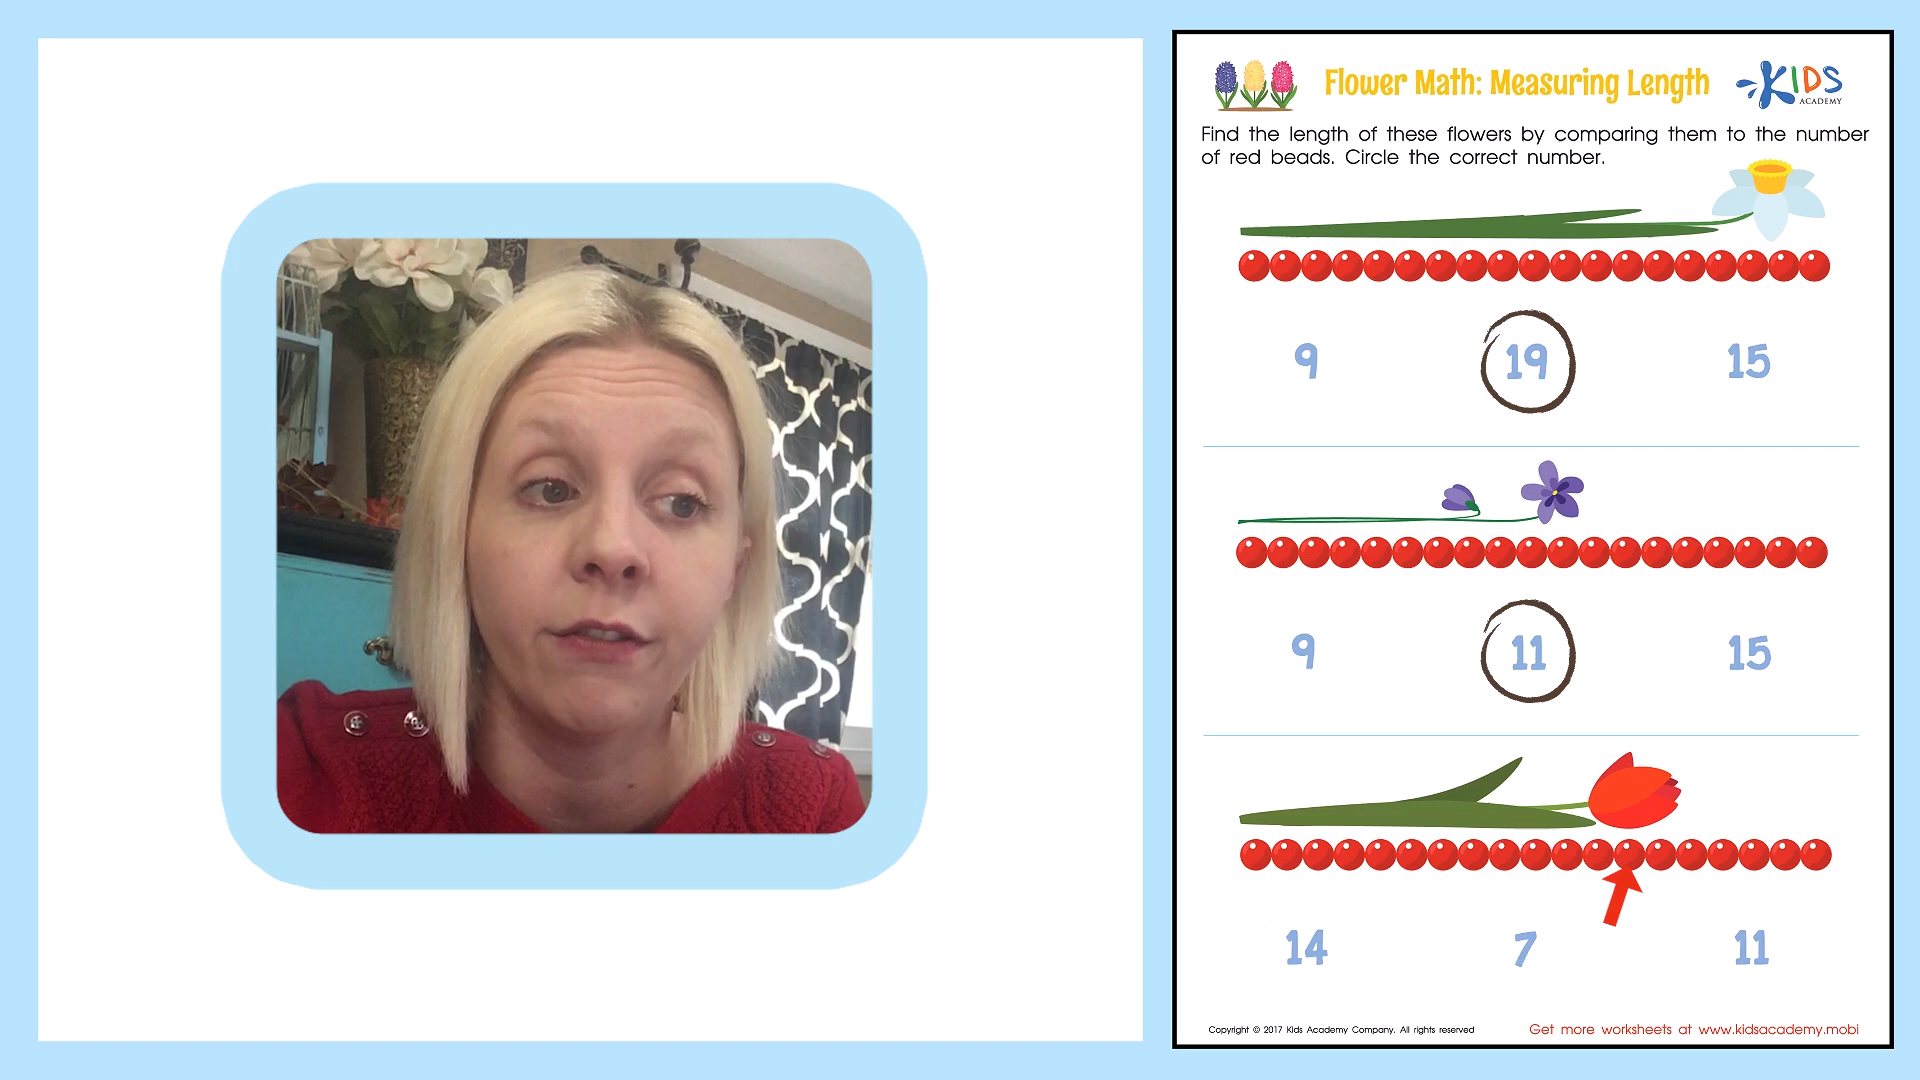 Flower Math: Measuring Length
KIDS
ACADEMY
Find the length of these flowers by comparing them to the number
of red beads. Circle the correct number.
9 19 15
9 11 15
14 7 11
Copyright © 2017 Kids Academy Company. All rights reserved
Get more worksheets at www.kidsacademy.mobi